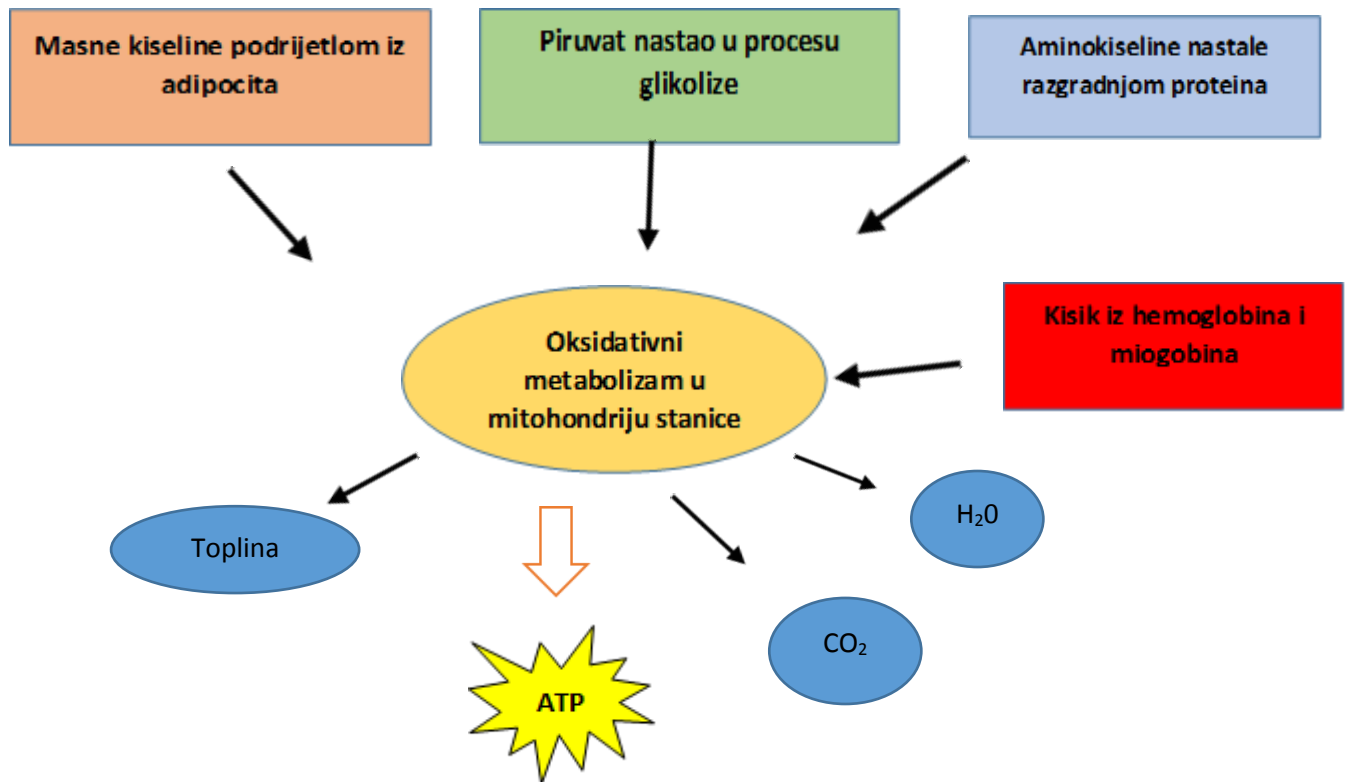 Masne kiseline podrijetlom iz
adipocita
Piruvat nastao u procesu
glikolize
Aminokiseline nastale
razgradnjom proteina
Kisik iz hemoglobina i
miogobina
Oksidativni
metabolizam u
mitohondriju stanice
Toplina
H₂0
CO₂
ATP